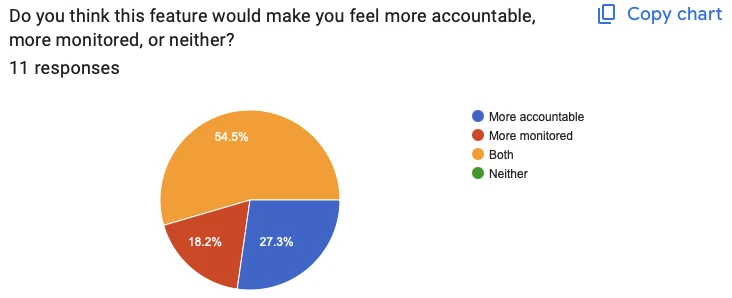 Do you think this feature would make you feel more accountable,
more monitored, or neither?
Copy chart
11 responses
54.5%
18.2%
27.3%
More accountable
More monitored
Both
Neither